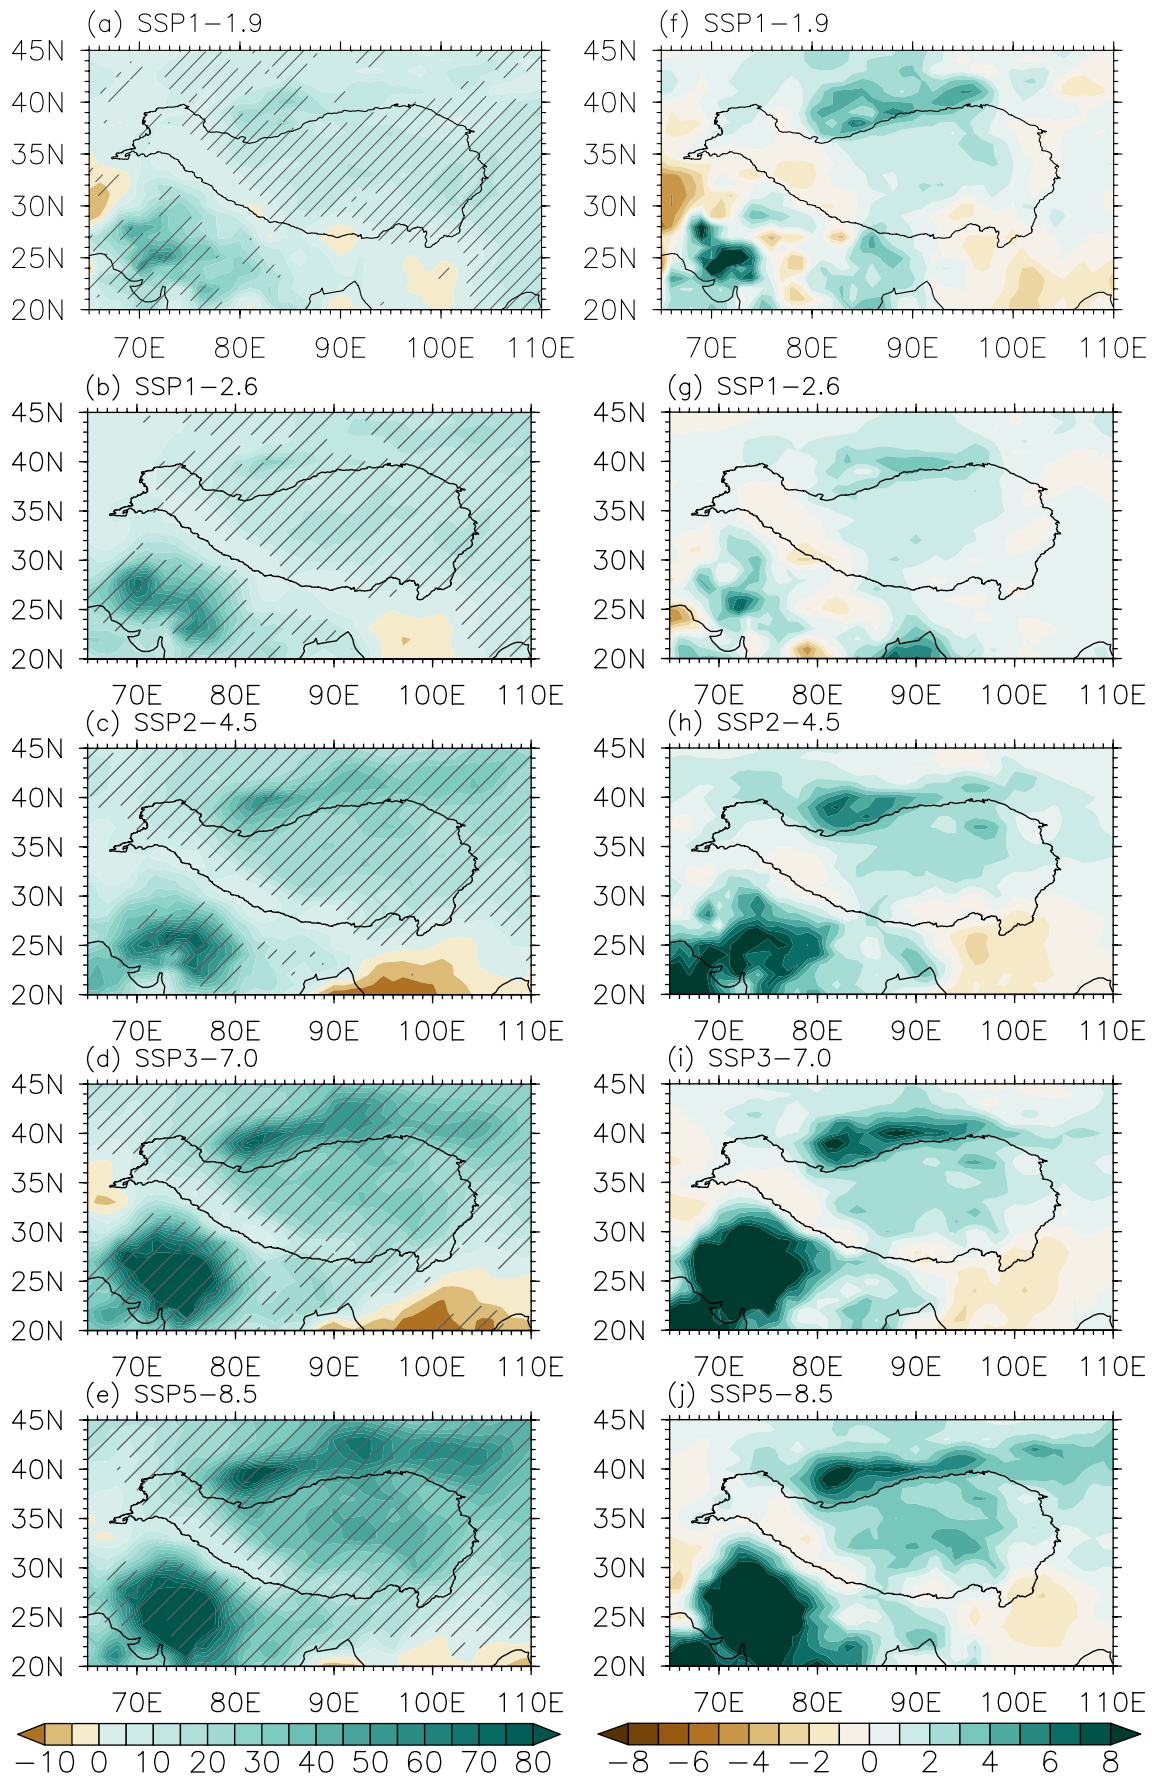 (a) SSP1−1.9 (f) SSP1−1.9
45N 45N
40N 40N
35N 35N
30N 30N
25N 25N
20N 20N
70E 80E 90E 100E 110E 70E 80E 90E 100E 110E
(b) SSP1−2.6 (g) SSP1−2.6
45N 45N
40N 40N
35N 35N
30N 30N
25N 25N
20N 20N
70E 80E 90E 100E 110E 70E 80E 90E 100E 110E
(c) SSP2−4.5 (h) SSP2−4.5
45N 45N
40N 40N
35N 35N
30N 30N
25N 25N
20N 20N
70E 80E 90E 100E 110E 70E 80E 90E 100E 110E
(d) SSP3−7.0 (i) SSP3−7.0
45N 45N
40N 40N
35N 35N
30N 30N
25N 25N
20N 20N
70E 80E 90E 100E 110E 70E 80E 90E 100E 110E
(e) SSP5−8.5 (j) SSP5−8.5
45N 45N
40N 40N
35N 35N
30N 30N
25N 25N
20N 20N
70E 80E 90E 100E 110E 70E 80E 90E 100E 110E
−10 0 10 20 30 40 50 60 70 80 −8 −6 −4 −2 0 2 4 6 8